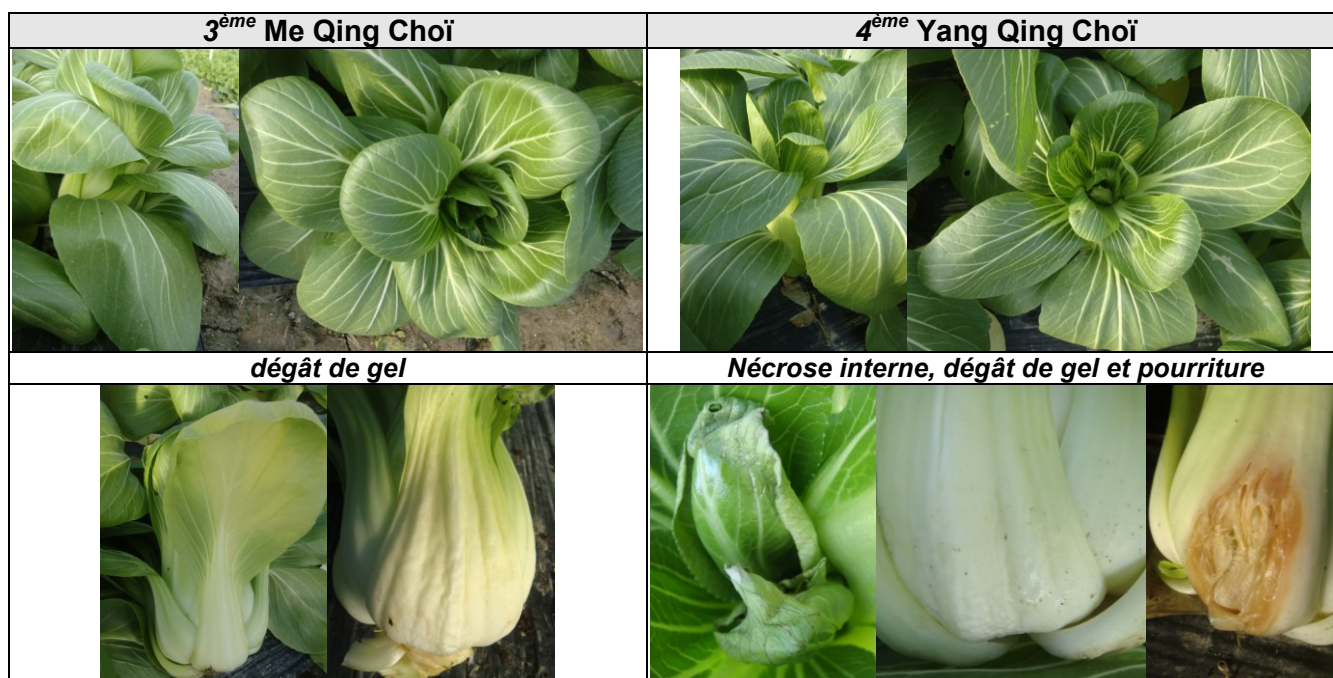 3ème Me Qing Choï
4ème Yang Qing Choï
dégât de gel
Nécrose interne, dégât de gel et pourriture